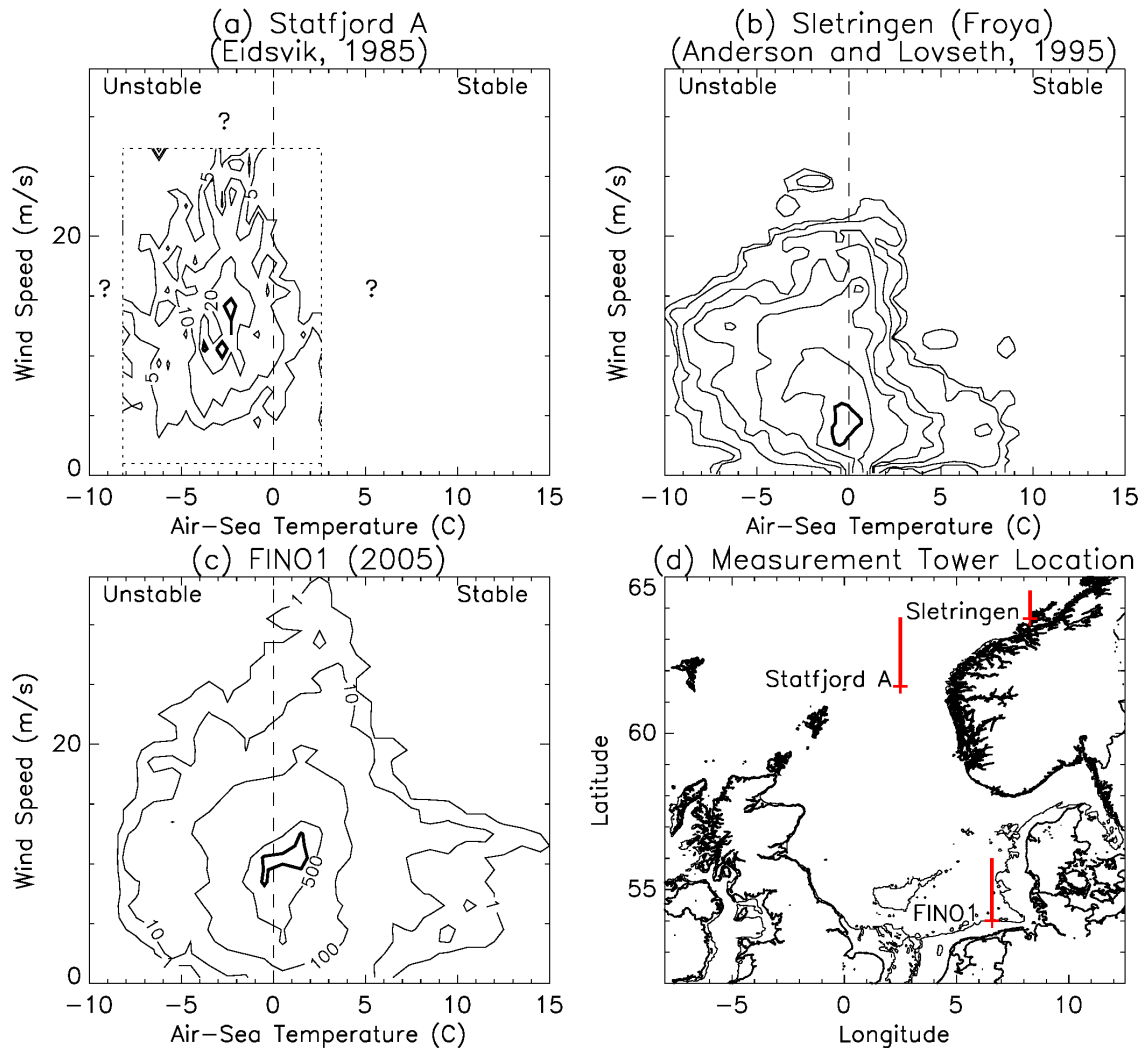 (a) Statfjord A
(Eidsvik, 1985)
Unstable
Stable
?
?
?
5
5
5
10
20
20
0
Wind Speed (m/s)
−10 −5 0 5 10 15
Air−Sea Temperature (C)
(b) Sletringen (Froya)
(Anderson and Lovseth, 1995)
Unstable
Stable
20
0
Wind Speed (m/s)
−10 −5 0 5 10 15
Air−Sea Temperature (C)
(c) FINO1 (2005)
Unstable
Stable
1
10
500
1
10
100
20
0
Wind Speed (m/s)
−10 −5 0 5 10 15
Air−Sea Temperature (C)
(d) Measurement Tower Location
Sletringen
Statfjord A
FINO1
65
60
55
Latitude
−5 0 5 10
Longitude